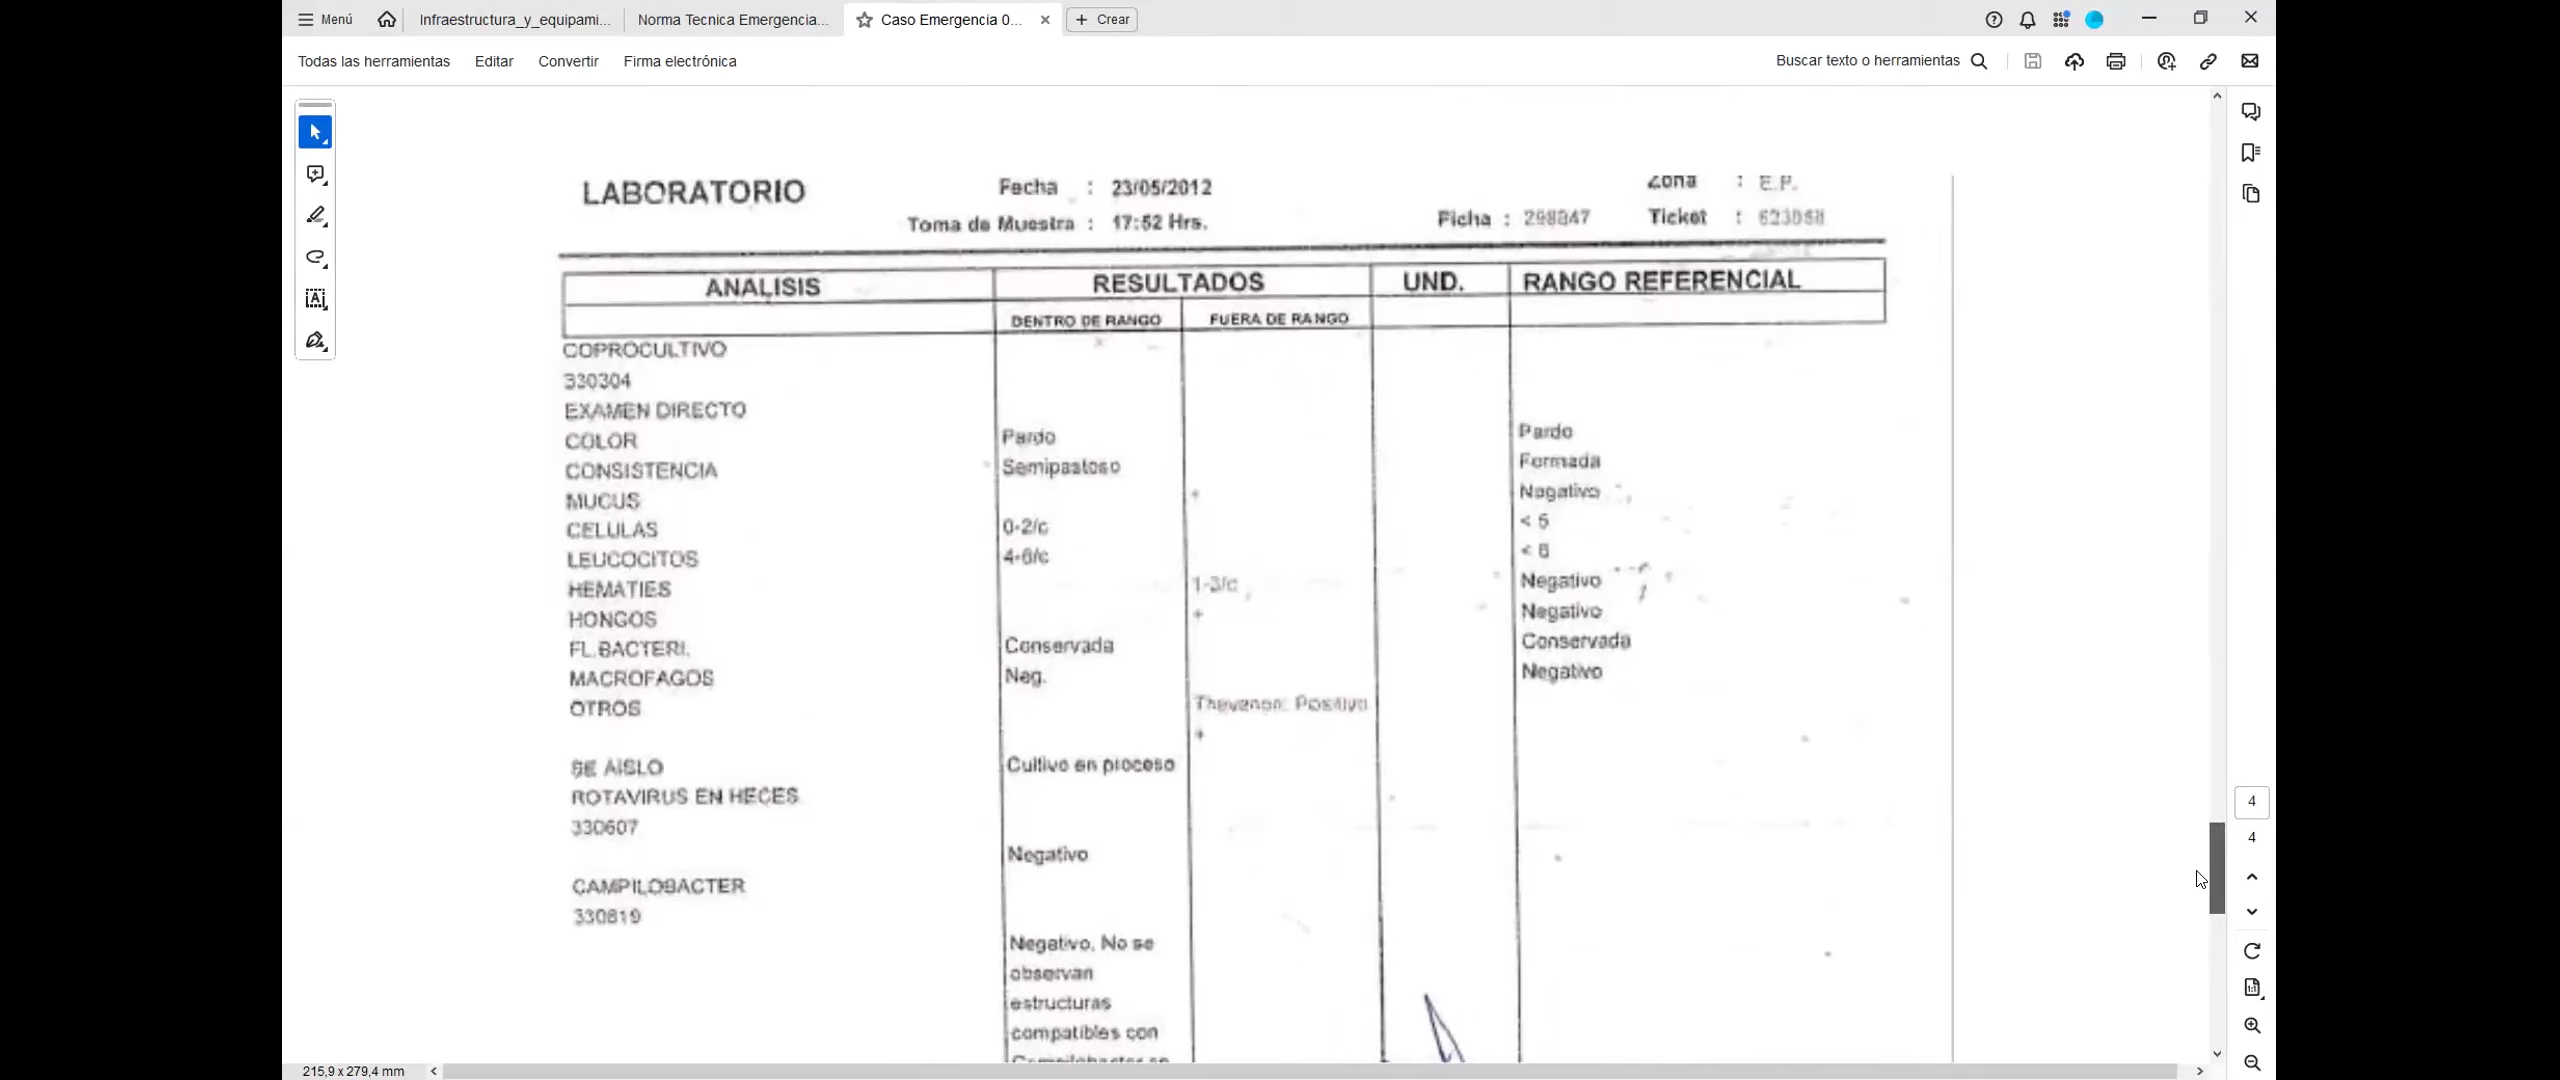 Menú
Infraestructura_y_equipami...
Norma Tecnica Emergencia...
Caso Emergencia 0...
Crear
Todas las herramientas
Editar
Convertir
Firma electrónica
Buscar texto o herramientas
LABORATORIO
Fecha : 23/05/2012
Zona : E.P.
Toma de Muestra : 17:52 Hrs.
Ficha : 298847
Ticket :
ANALISIS RESULTADOS UND. RANGO REFERENCIAL
DENTRO DE RANGO FUERA DE RANGO
COPROCULTIVO
330304
EXAMEN DIRECTO
COLOR Pardo Pardo
CONSISTENCIA Semipastoso Formada
MUCUS + Negativo
CELULAS 0-2/c < 5
LEUCOCITOS 4-6/c <
HEMATIES 1-3/c Negativo
HONGOS + Negativo
FL.BACTERI. Conservada Conservada
MACROFAGOS Neg. Negativo
OTROS Thevenon: Positivo
+
SE AISLO Cultivo en proceso
ROTAVIRUS EN HECES
330607
Negativo
CAMPILOBACTER
330819
Negativo, No se
observan
estructuras
compatibles con
4
4
215,9 x 279,4 mm